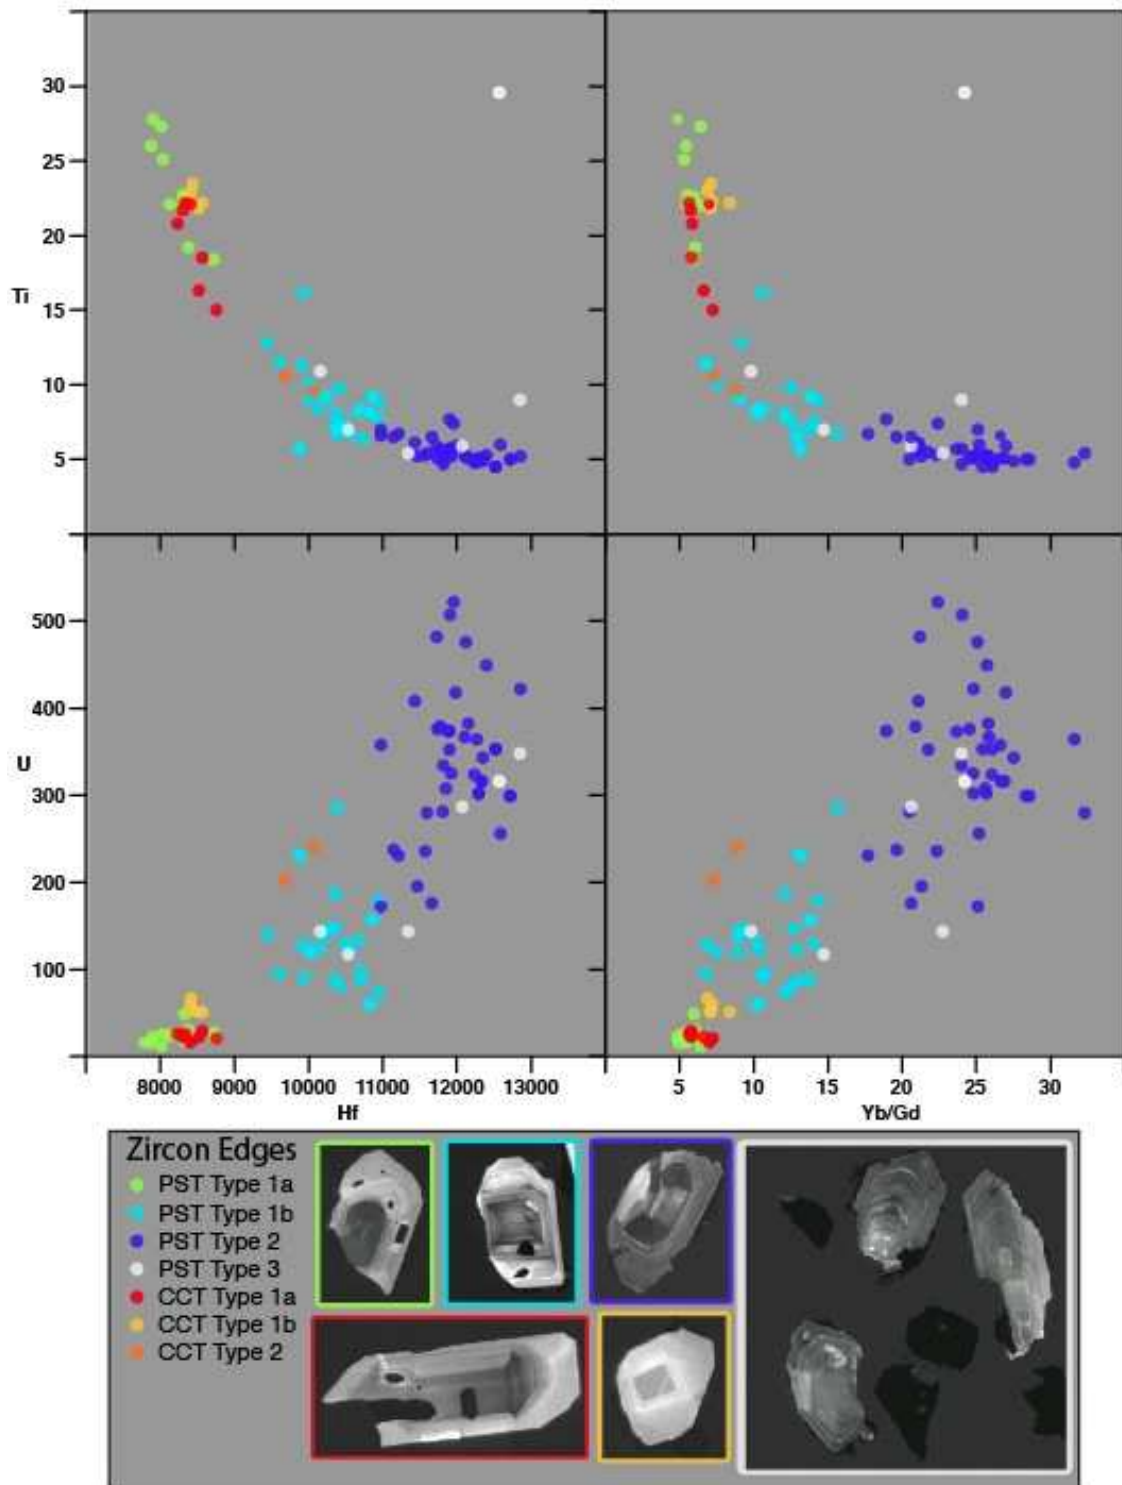 30
25
20
Ti
15
10
5
500
400
U
300
200
100
8000 9000 10000 11000 12000 13000
Hf
5 10 15 20 25 30
Yb/Gd
Zircon Edges
PST Type 1a
PST Type 1b
PST Type 2
PST Type 3
CCT Type 1a
CCT Type 1b
CCT Type 2